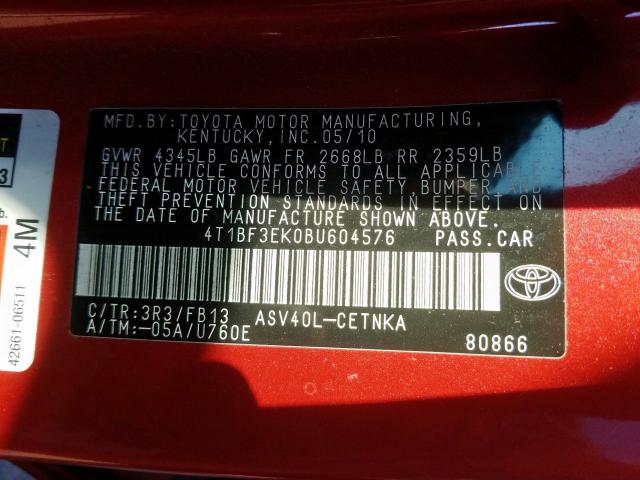 MFD.BY:TOYOTA MOTOR MANUFACTURING,
KENTUCKY, INC. 05/10
GVWR 4345LB GAWR FR 2668LB RR 2359LB
THIS VEHICLE CONFORMS TO ALL APPLICABLE
FEDERAL MOTOR VEHICLE SAFETY, BUMPER, AND
THEFT PREVENTION STANDARDS IN EFFECT ON
THE DATE OF MANUFACTURE SHOWN ABOVE.
4T1BF3EK0BU604576 PASS.CAR
C/TR:3R3/FB13 ASV40L-CETNKA
A/TM:-05A/U760E 80866
4M
42661-06511